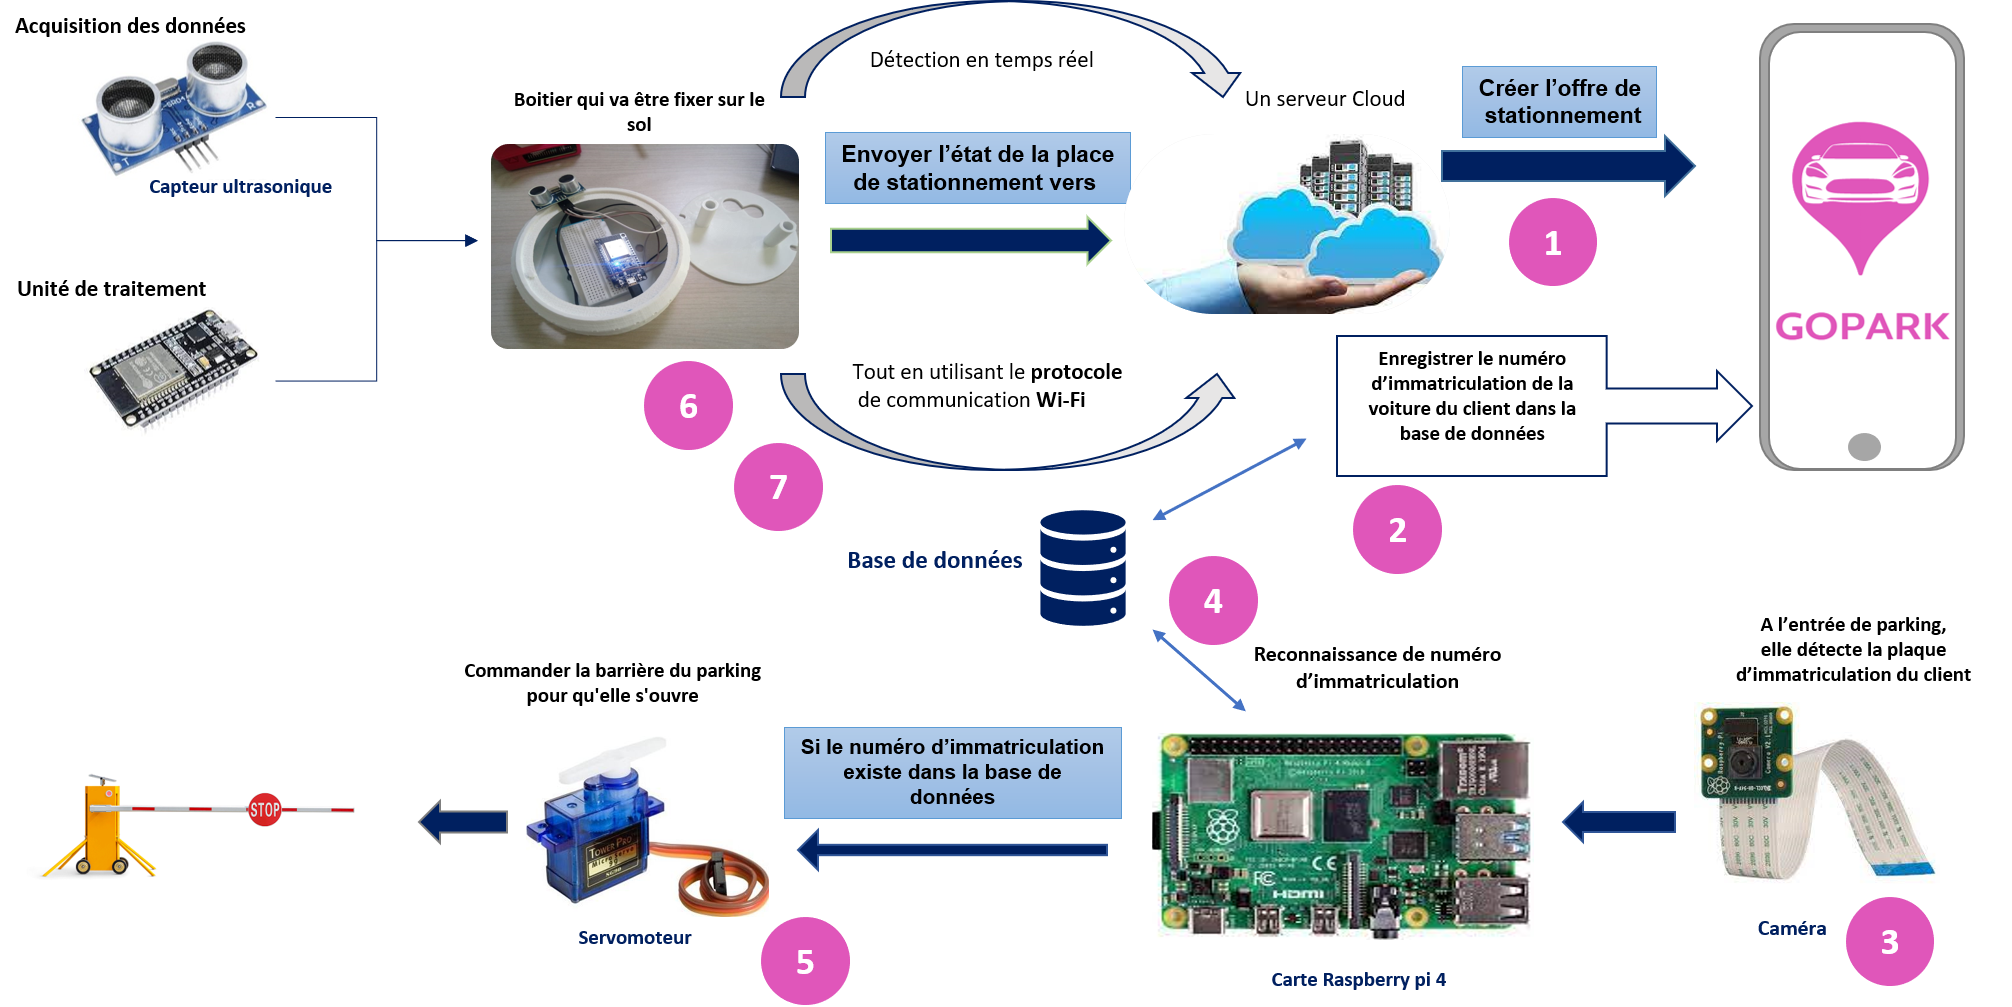 Acquisition des données
Capteur ultrasonique
Unité de traitement
Boitier qui va être fixer sur le
sol
Détection en temps réel
Envoyer l’état de la place
de stationnement vers
Tout en utilisant le protocole
de communication Wi-Fi
Un serveur Cloud
Créer l’offre de
stationnement
1
GOPARK
Enregistrer le numéro
d’immatriculation de la
voiture du client dans la
base de données
2
6
7
Base de données
4
Reconnaissance de numéro
d’immatriculation
A l’entrée de parking,
elle détecte la plaque
d’immatriculation du client
Caméra
3
Carte Raspberry pi 4
HDMI
Si le numéro d’immatriculation
existe dans la base de
données
Commander la barrière du parking
pour qu'elle s'ouvre
TOWER PRO
Servomoteur
5
STOP